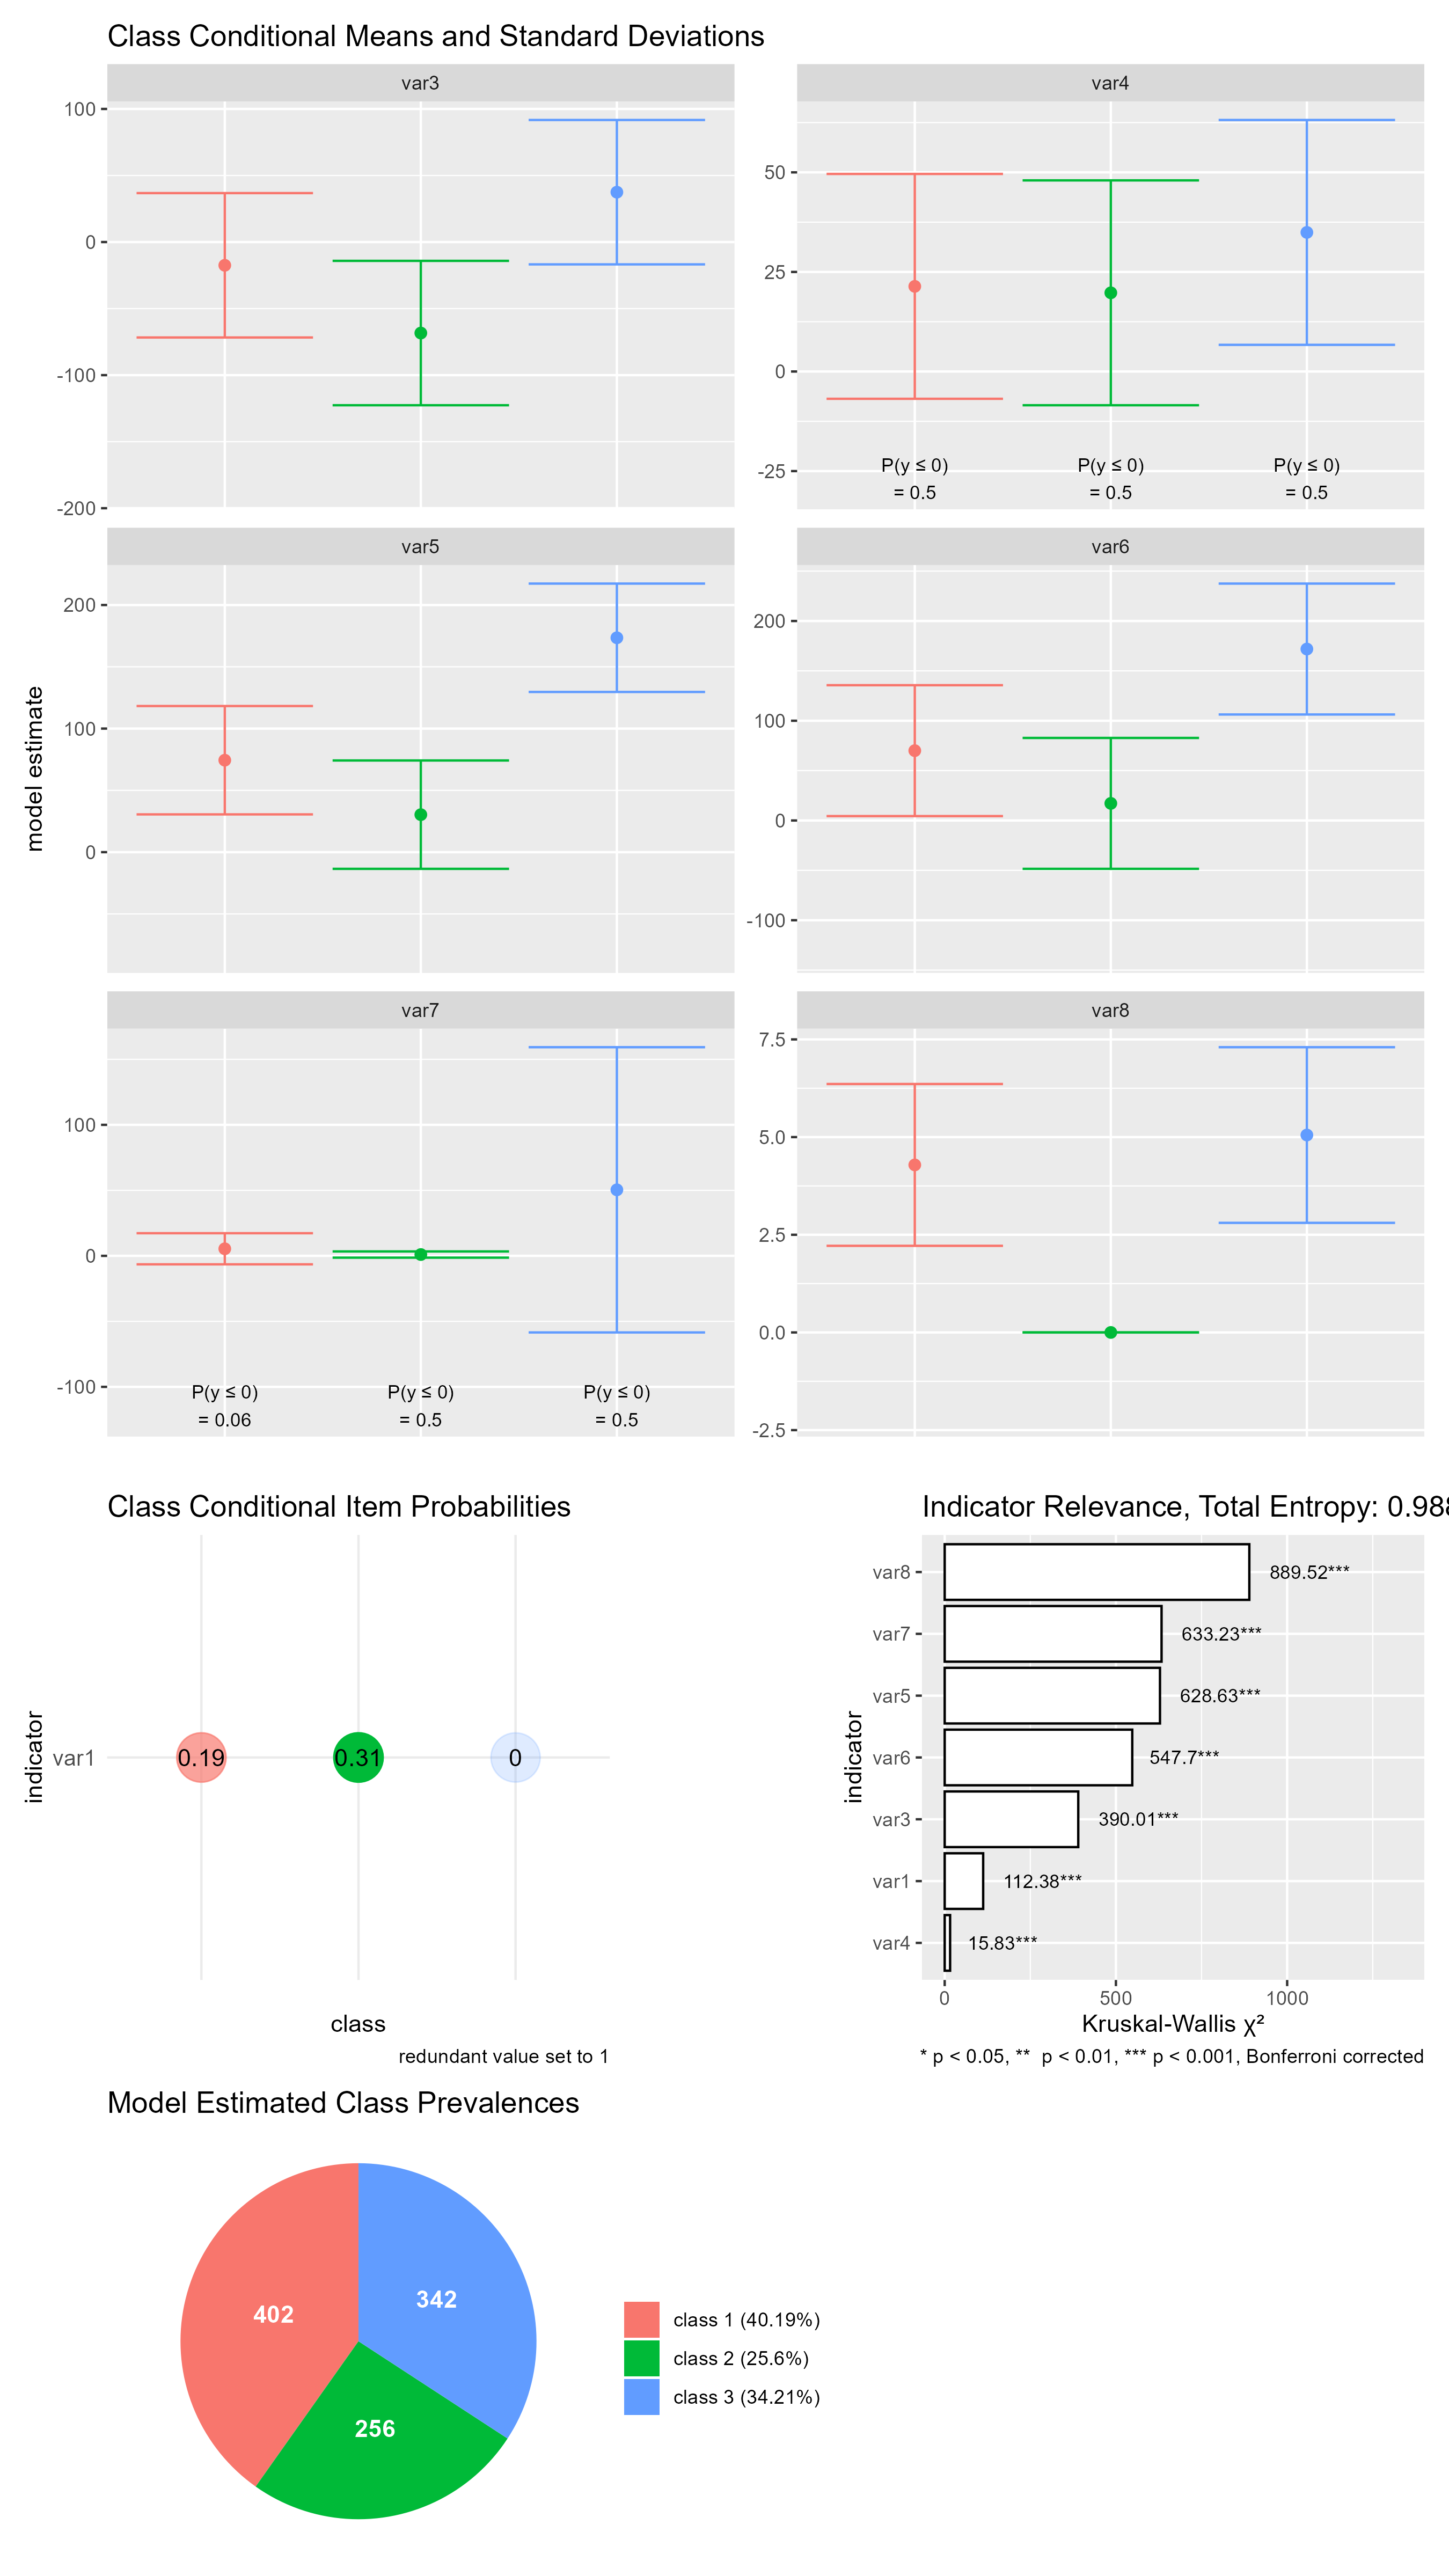 Class Conditional Means and Standard Deviations
var3
var4
100
0
-100
-200
50
25
0
-25
P(y ≤ 0)
= 0.5
P(y ≤ 0)
= 0.5
P(y ≤ 0)
= 0.5
var5
var6
model estimate
200
100
0
200
100
0
-100
var7
var8
100
0
-100
P(y ≤ 0)
= 0.06
P(y ≤ 0)
= 0.5
P(y ≤ 0)
= 0.5
7.5
5.0
2.5
0.0
-2.5
Class Conditional Item Probabilities
indicator
var1
0.19
0.31
0
class
redundant value set to 1
Indicator Relevance, Total Entropy: 0.988
indicator
var8
889.52***
var7
633.23***
var5
628.63***
var6
547.7***
var3
390.01***
var1
112.38***
var4
15.83***
0
500
1000
Kruskal-Wallis χ²
* p < 0.05, **  p < 0.01, *** p < 0.001, Bonferroni corrected
Model Estimated Class Prevalences
402
342
256
class 1 (40.19%)
class 2 (25.6%)
class 3 (34.21%)